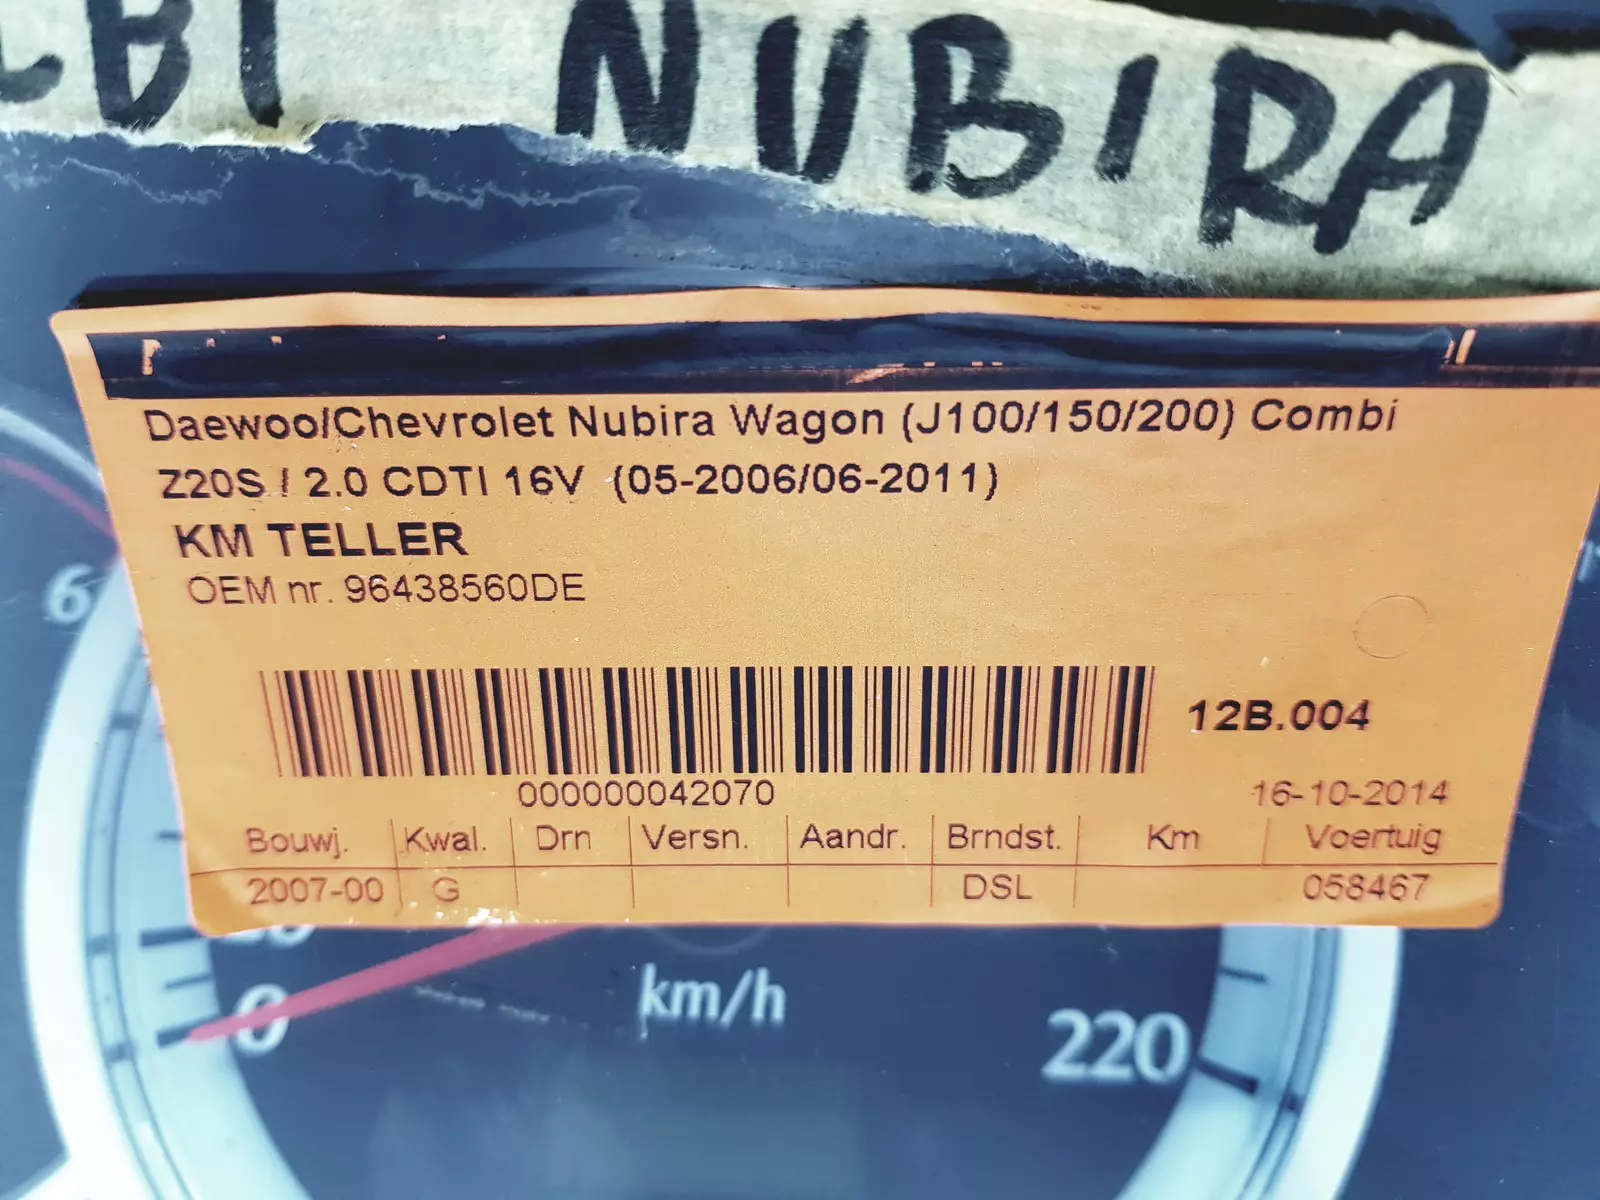 NUBIRA
Daewoo/Chevrolet Nubira Wagon (J100/150/200) Combi
Z20S / 2.0 CDTI 16V (05-2006/06-2011)
KM TELLER
OEM nr. 96438560DE
12B.004
000000042070 16-10-2014
Bouwj. Kwal. Drn Versn. Aandr. Brndst. Km Voertuig
2007-00 G DSL 058467
6
0
km/h
220